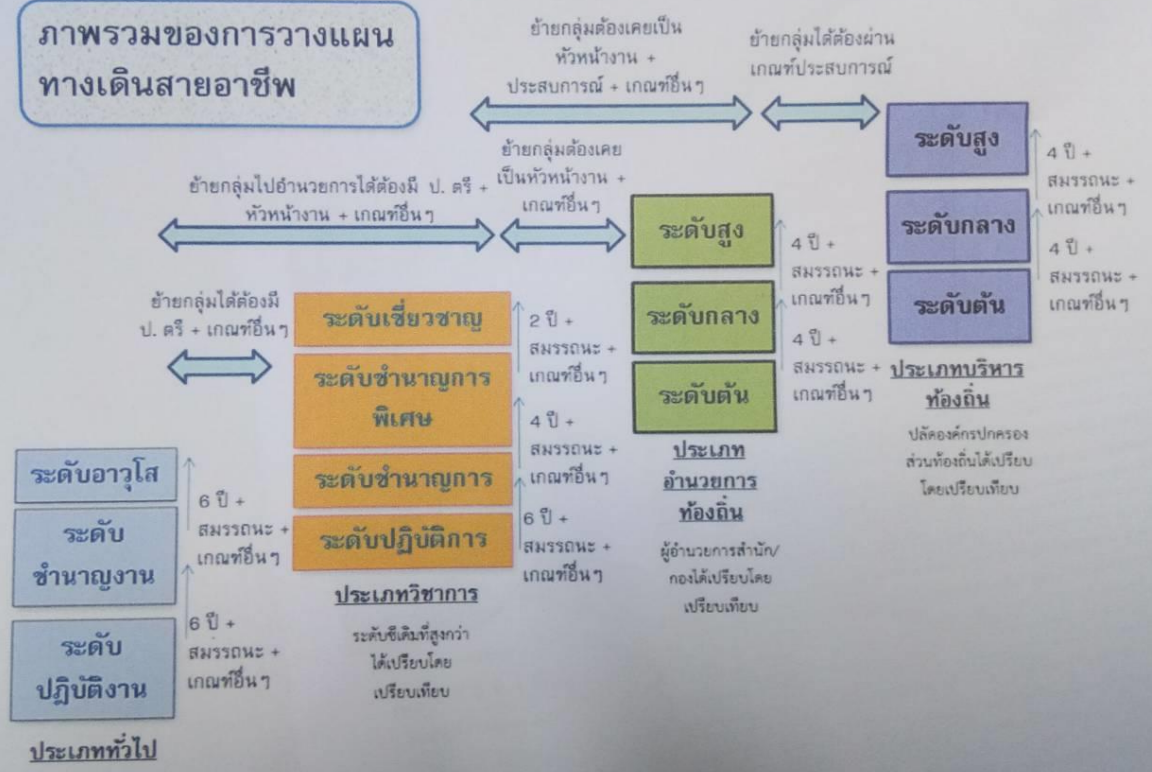 ภาพรวมของการวางแผน
ทางเดินสายอาชีพ
ย้ายกลุ่มต้องเคยเป็น
หัวหน้างาน +
ประสบการณ์ + เกณฑ์อื่นๆ
ย้ายกลุ่มได้ต้องผ่าน
เกณฑ์ประสบการณ์
ย้ายกลุ่มไปอำนวยการได้ต้องมี ป. ตรี +
หัวหน้างาน + เกณฑ์อื่นๆ
ย้ายกลุ่มต้องเคย
เป็นหัวหน้างาน +
เกณฑ์อื่นๆ
ย้ายกลุ่มได้ต้องมี
ป. ตรี + เกณฑ์อื่นๆ
ระดับอาวุโส
ระดับ
ชำนาญงาน
ระดับ
ปฏิบัติงาน
ประเภททั่วไป
6 ปี +
สมรรถนะ +
เกณฑ์อื่นๆ
6 ปี +
สมรรถนะ +
เกณฑ์อื่นๆ
ระดับเชี่ยวชาญ
ระดับชำนาญการ
พิเศษ
ระดับชำนาญการ
ระดับปฏิบัติการ
ประเภทวิชาการ
ระดับซีเดิมที่สูงกว่า
ได้เปรียบโดย
เปรียบเทียบ
2 ปี +
สมรรถนะ +
เกณฑ์อื่นๆ
4 ปี +
สมรรถนะ +
เกณฑ์อื่นๆ
6 ปี +
สมรรถนะ +
เกณฑ์อื่นๆ
ระดับสูง
ระดับกลาง
ระดับต้น
ประเภท
อำนวยการ
ท้องถิ่น
ผู้อำนวยการสำนัก/
กองได้เปรียบโดย
เปรียบเทียบ
4 ปี +
สมรรถนะ +
เกณฑ์อื่นๆ
4 ปี +
สมรรถนะ +
เกณฑ์อื่นๆ
ระดับสูง
ระดับกลาง
ระดับต้น
ประเภทบริหาร
ท้องถิ่น
ปลัดองค์กรปกครอง
ส่วนท้องถิ่นได้เปรียบ
โดยเปรียบเทียบ
4 ปี +
สมรรถนะ +
เกณฑ์อื่นๆ
4 ปี +
สมรรถนะ +
เกณฑ์อื่นๆ